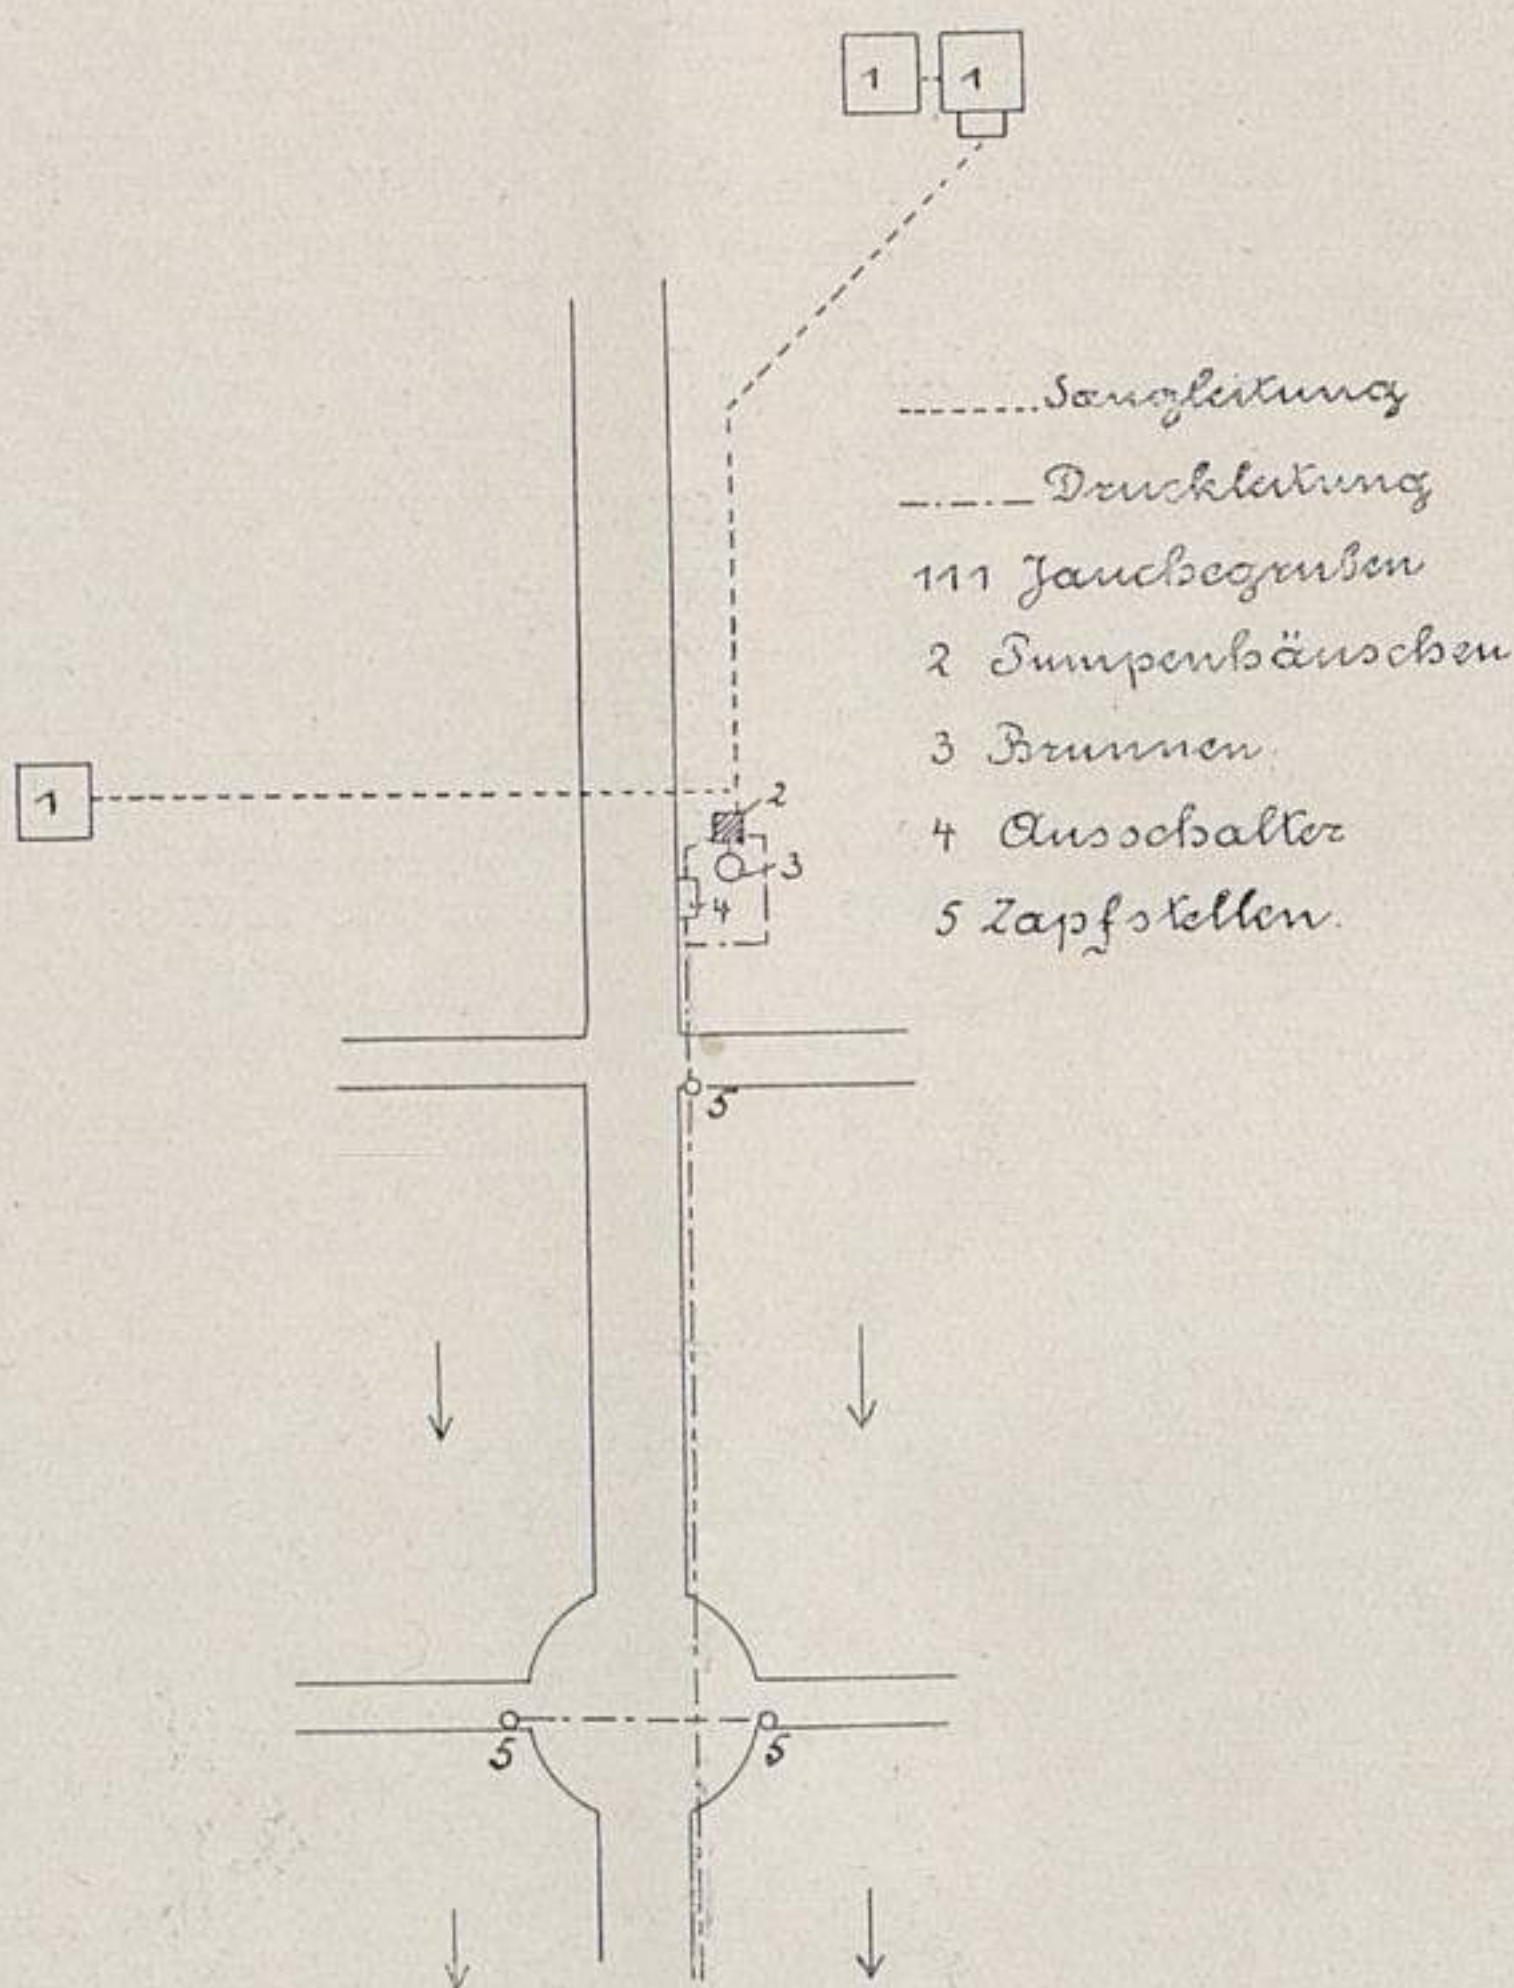 1 1
Saugleitung
Druckleitung
111 Jauchegruben
2 Pumpenhäuschen
3 Brunnen.
4 Ausschalter
5 Zapfstellen.
1
2
3
4
5
5 5